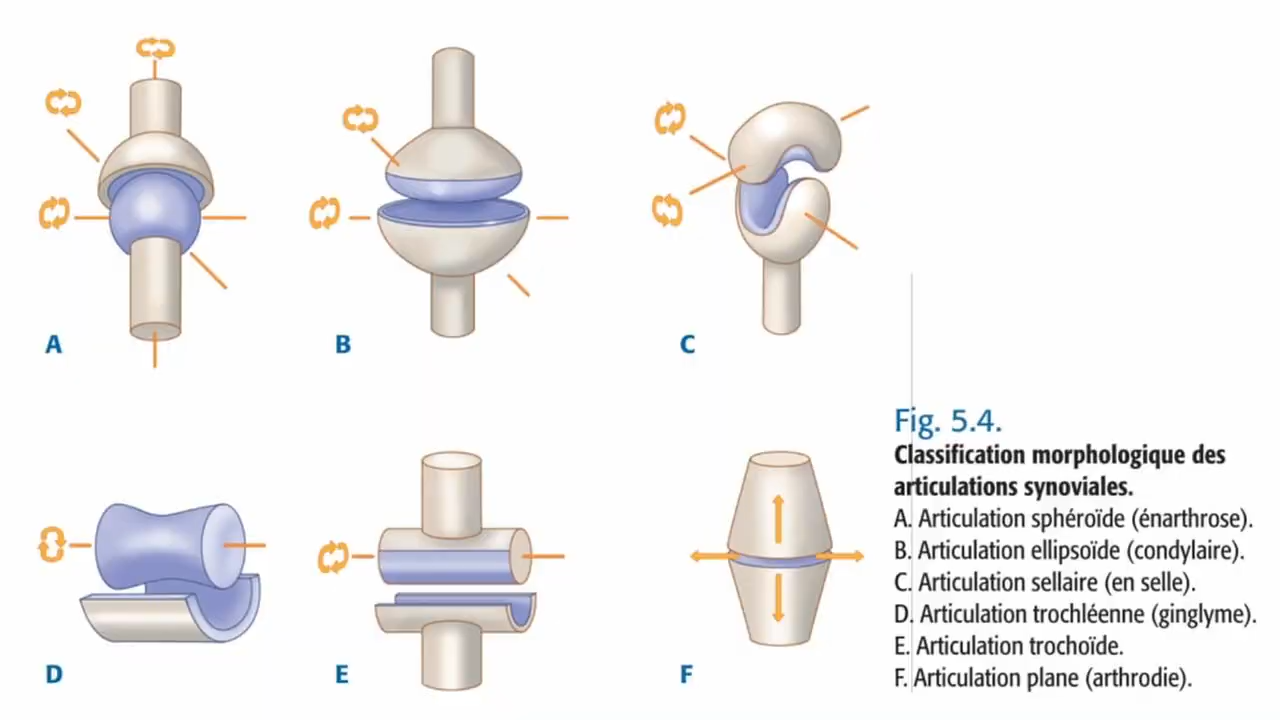 A
B
C
D
E
F
Fig. 5.4.
Classification morphologique des
articulations synoviales.
A. Articulation sphéroïde (énarthrose).
B. Articulation ellipsoïde (condylaire).
C. Articulation sellaire (en selle).
D. Articulation trochléenne (ginglyme).
E. Articulation trochoïde.
F. Articulation plane (arthrodie).